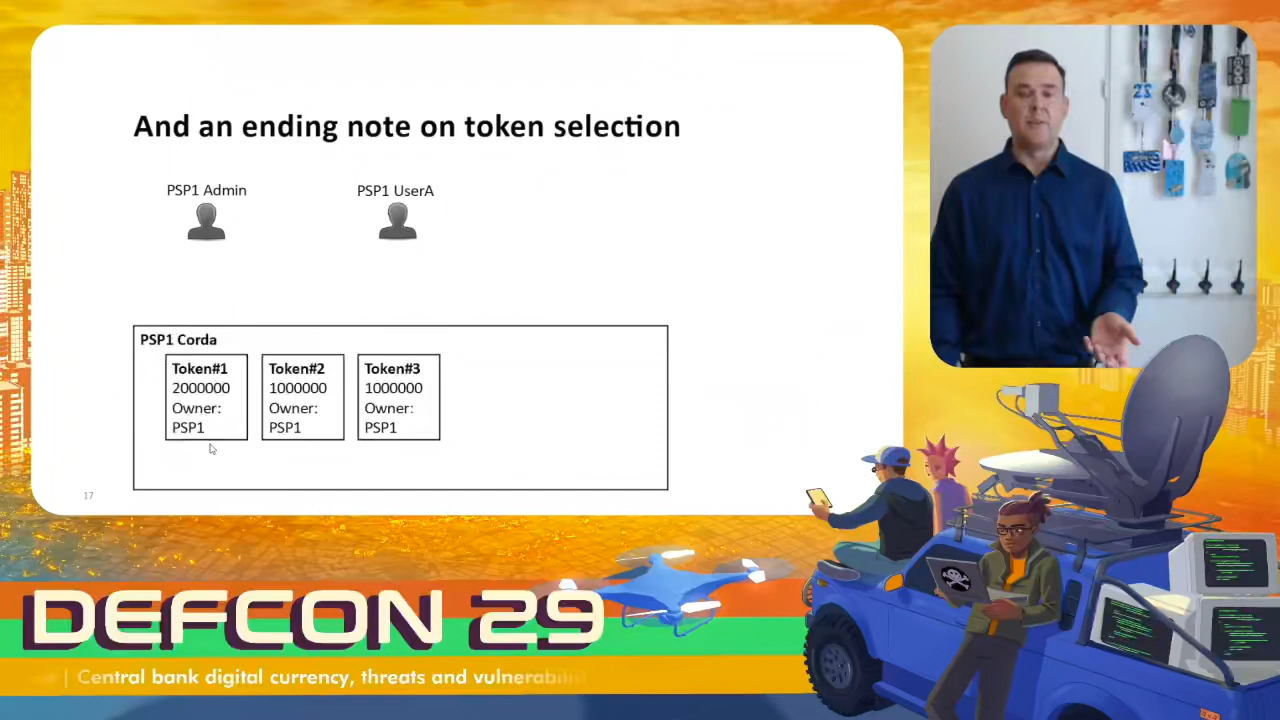 And an ending note on token selection
PSP1 Admin
PSP1 UserA
PSP1 Corda
Token#1
2000000
Owner:
PSP1
Token#2
1000000
Owner:
PSP1
Token#3
1000000
Owner:
PSP1
17
DEFCON 29
| Central bank digital currency, threats and vulnerabili